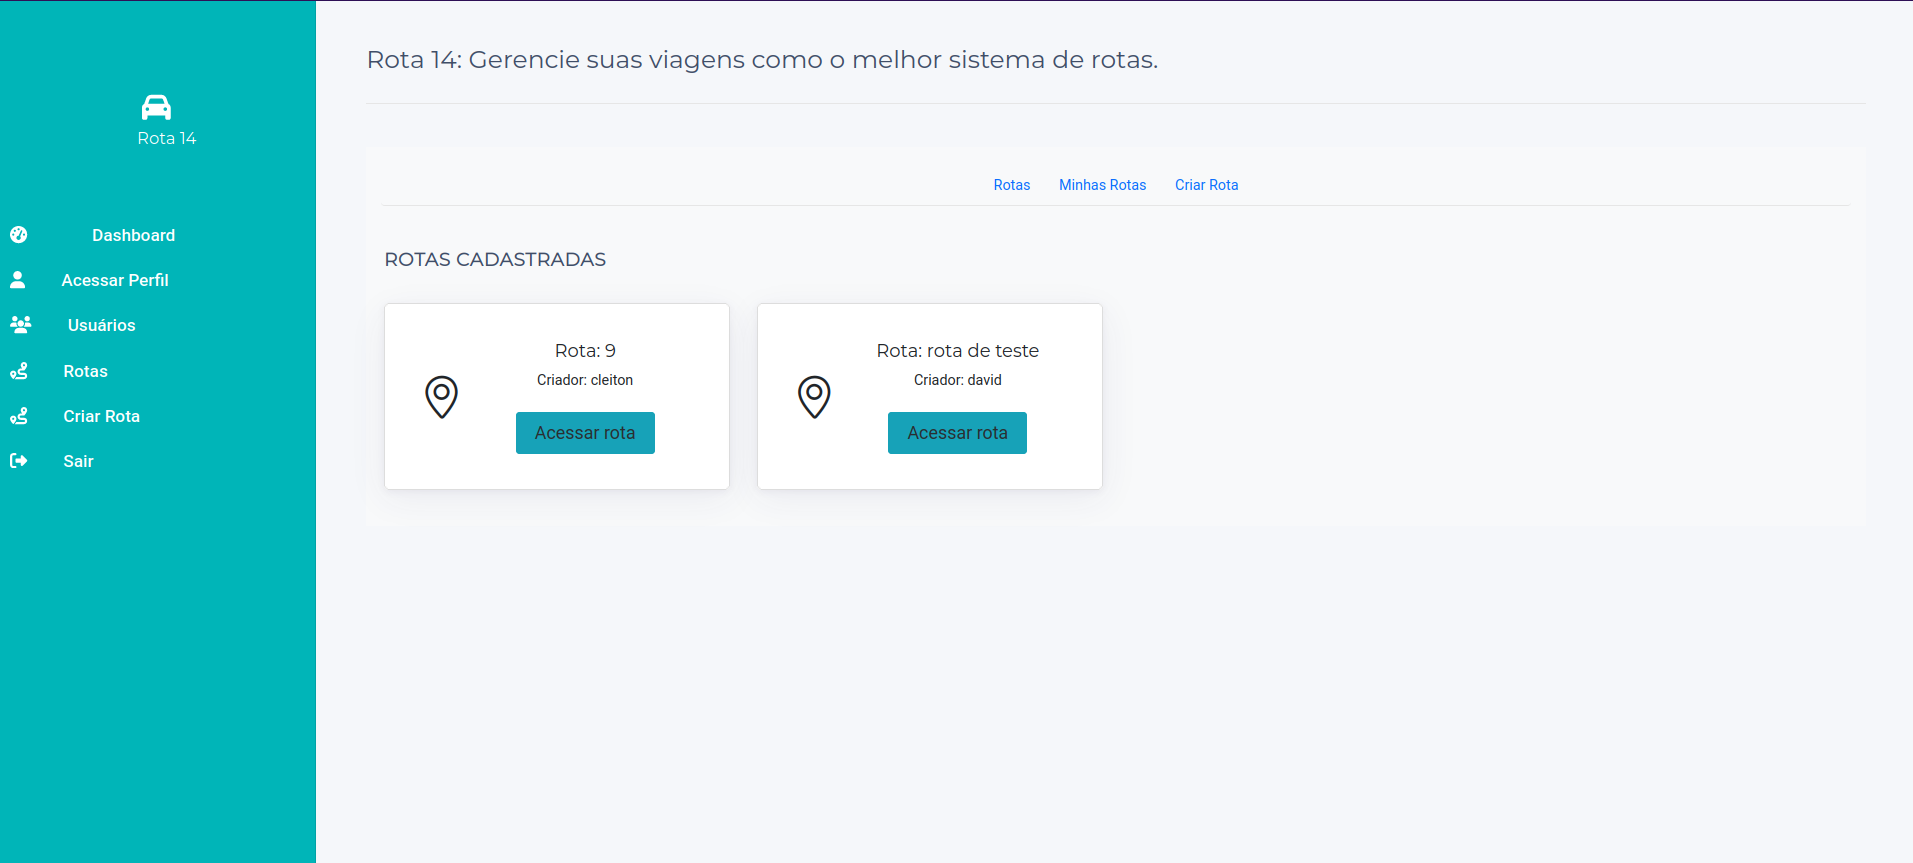 Rota 14
Dashboard
Acessar Perfil
Usuários
Rotas
Criar Rota
Sair
Rota 14: Gerencie suas viagens como o melhor sistema de rotas.
Rotas Minhas Rotas Criar Rota
ROTAS CADASTRADAS
Rota: 9
Criador: cleiton
Acessar rota
Rota: rota de teste
Criador: david
Acessar rota